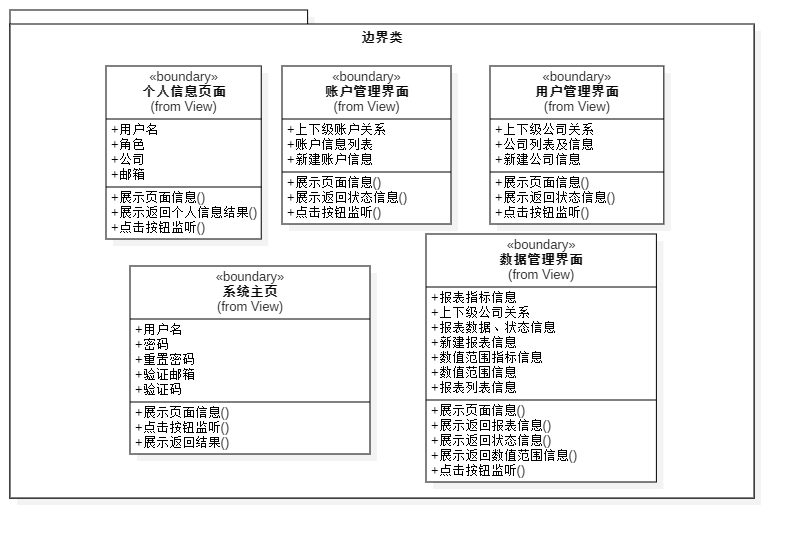 边界类
«boundary»
个人信息页面
(from View)
+用户名
+角色
+公司
+邮箱
+展示页面信息()
+展示返回个人信息结果()
+点击按钮监听()
«boundary»
账户管理界面
(from View)
+上下级账户关系
+账户信息列表
+新建账户信息
+展示页面信息()
+展示返回状态信息()
+点击按钮监听()
«boundary»
用户管理界面
(from View)
+上下级公司关系
+公司列表及信息
+新建公司信息
+展示页面信息()
+展示返回状态信息()
+点击按钮监听()
«boundary»
系统主页
(from View)
+用户名
+密码
+重置密码
+验证邮箱
+验证码
+展示页面信息()
+点击按钮监听()
+展示返回结果()
«boundary»
数据管理界面
(from View)
+报表指标信息
+上下级公司关系
+报表数据、状态信息
+新建报表信息
+数值范围指标信息
+数值范围信息
+报表列表信息
+展示页面信息()
+展示返回报表信息()
+展示返回状态信息()
+展示返回数值范围信息()
+点击按钮监听()